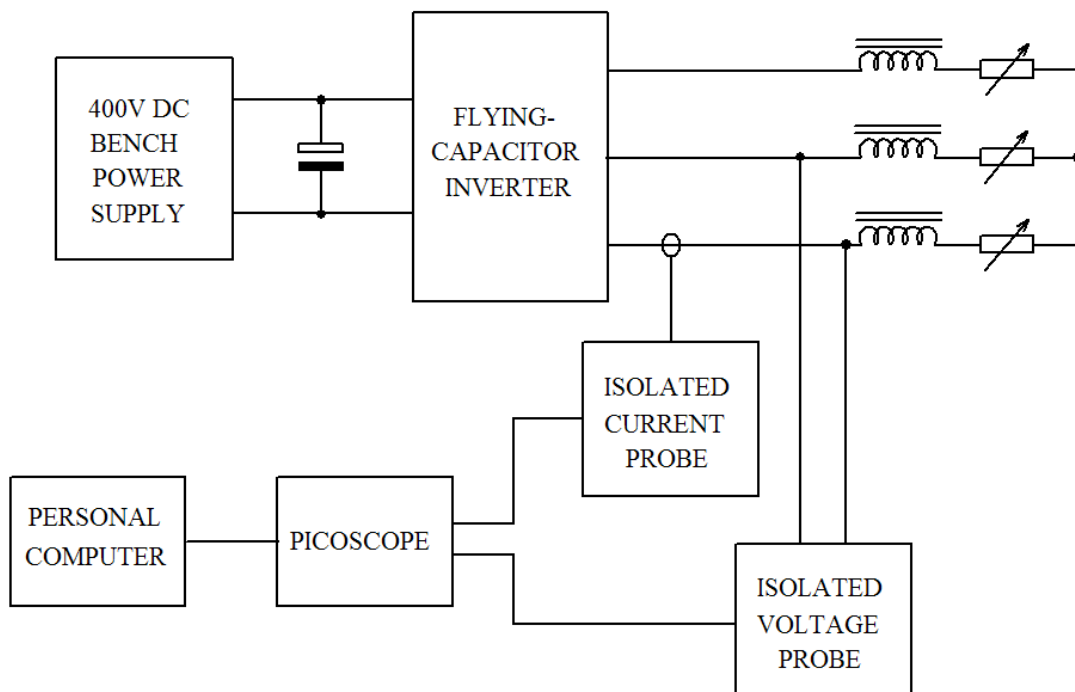 400V DC
BENCH
POWER
SUPPLY
FLYING-
CAPACITOR
INVERTER
ISOLATED
CURRENT
PROBE
PERSONAL
COMPUTER
PICOSCOPE
ISOLATED
VOLTAGE
PROBE